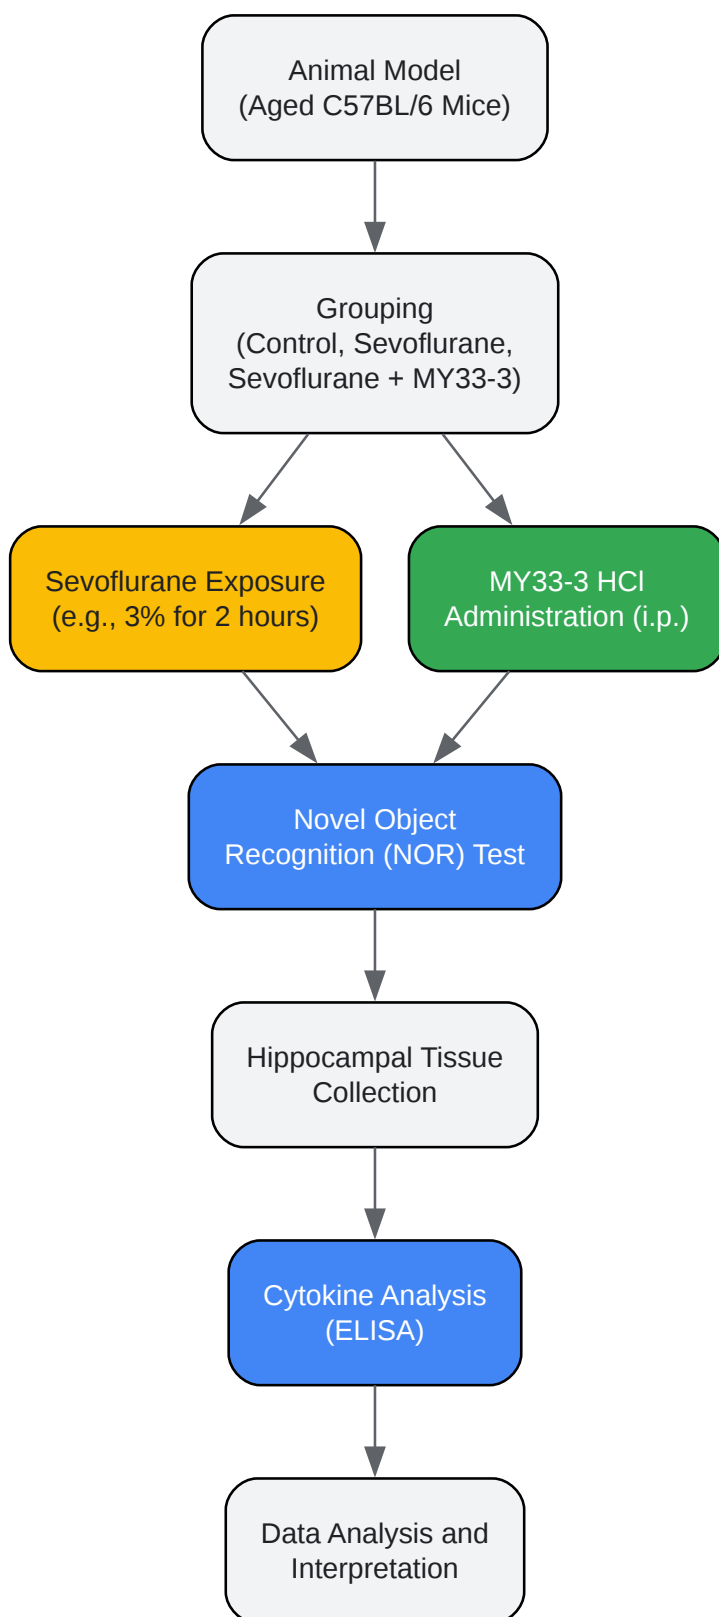 Animal Model
(Aged C57BL/6 Mice)
Grouping
(Control, Sevoflurane,
Sevoflurane + MY33-3)
Sevoflurane Exposure
(e.g., 3% for 2 hours)
MY33-3 HCl
Administration (i.p.)
Novel Object
Recognition (NOR) Test
Hippocampal Tissue
Collection
Cytokine Analysis
(ELISA)
Data Analysis and
Interpretation